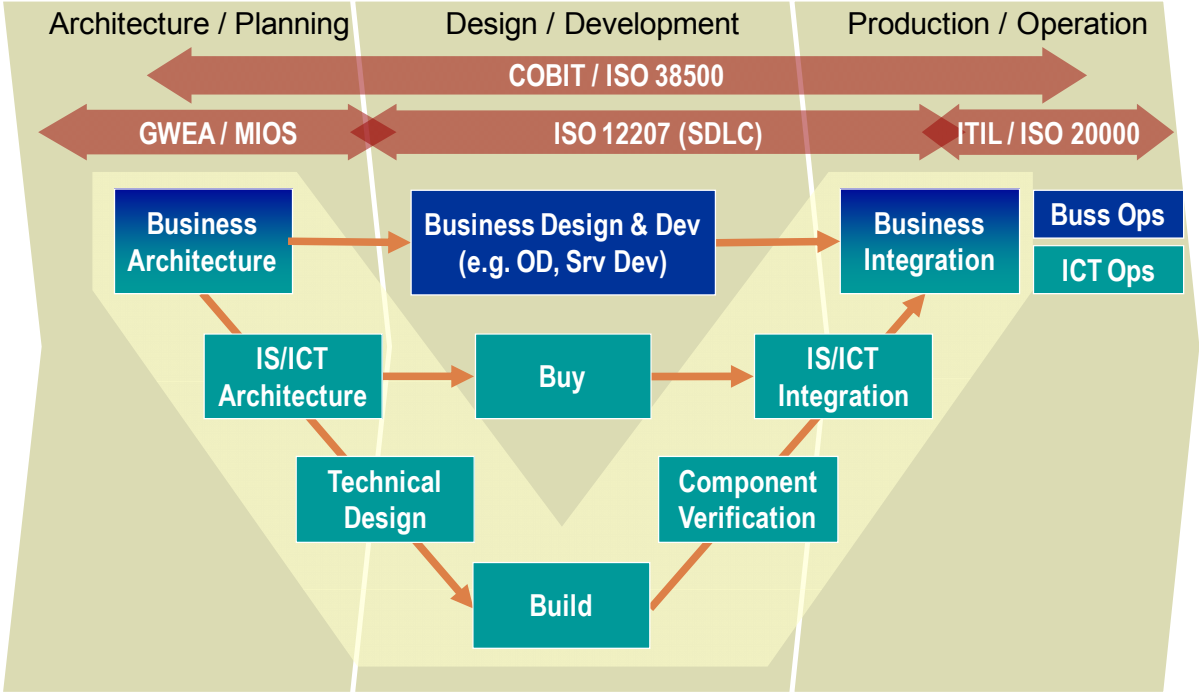 Architecture / Planning
Design / Development
Production / Operation
COBIT / ISO 38500
GWEA / MIOS
ISO 12207 (SDLC)
ITIL / ISO 20000
Business
Architecture
Business Design & Dev
(e.g. OD, Srv Dev)
Business
Integration
Buss Ops
ICT Ops
IS/ICT
Architecture
Buy
IS/ICT
Integration
Technical
Design
Component
Verification
Build